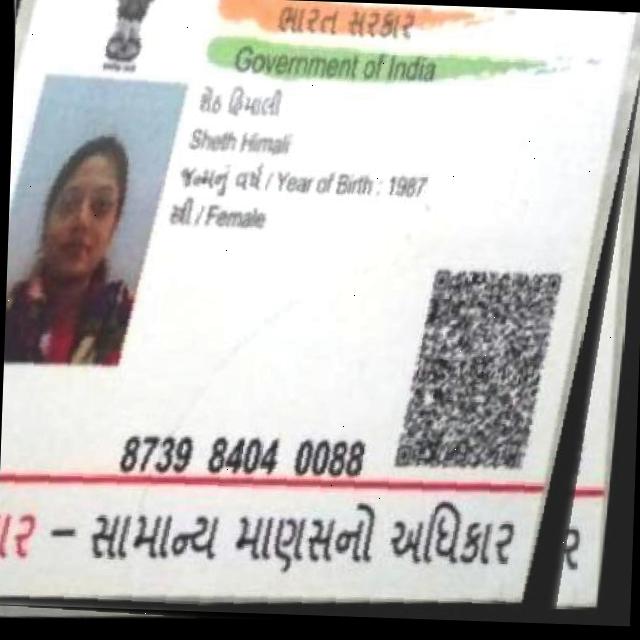 ભારત સરકાર
Government of India
શેઠ હિમાલી
Sheth Himali
જન્મનું વર્ષ / Year of Birth : 1987
સ્ત્રી / Female
8739 8404 0088
ાર – સામાન્ય માણસનો અધિકાર ર